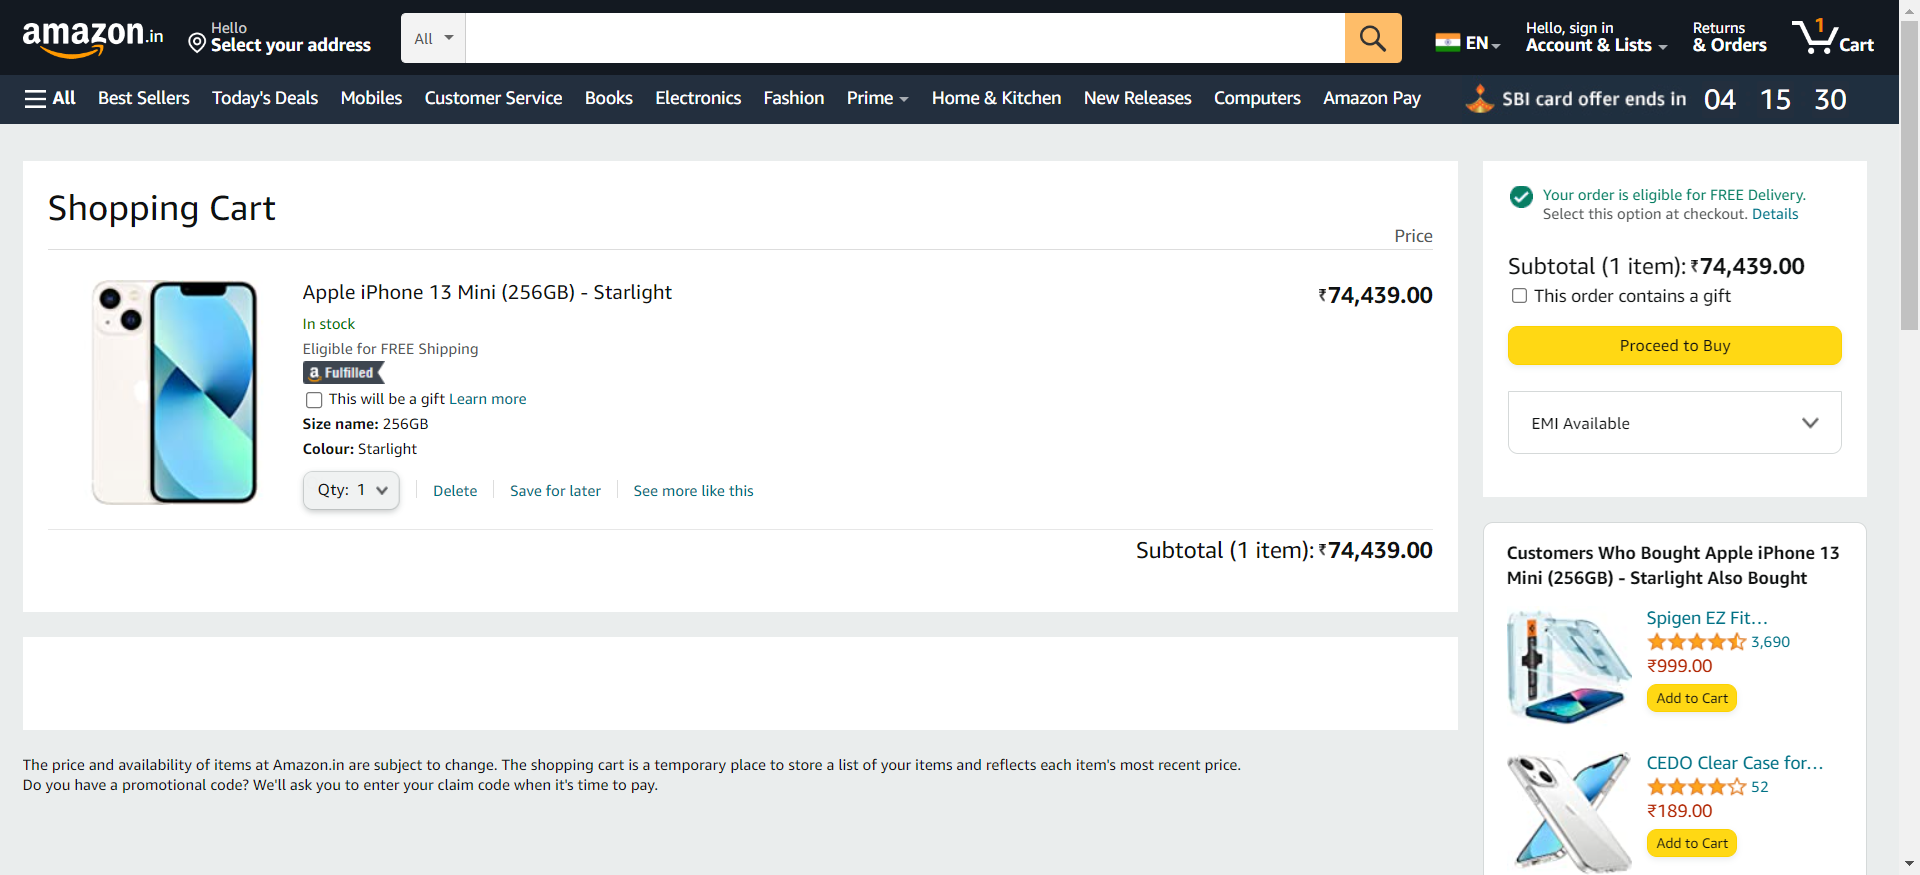 amazon.in
Hello
Select your address
All
EN
Hello, sign in
Account & Lists
Returns
& Orders
1
Cart
All
Best Sellers
Today's Deals
Mobiles
Customer Service
Books
Electronics
Fashion
Prime
Home & Kitchen
New Releases
Computers
Amazon Pay
SBI card offer ends in 04 15 30
Shopping Cart
Price
Apple iPhone 13 Mini (256GB) - Starlight
₹74,439.00
In stock
Eligible for FREE Shipping
a Fulfilled
This will be a gift Learn more
Size name: 256GB
Colour: Starlight
Qty: 1
Delete
Save for later
See more like this
Subtotal (1 item): ₹74,439.00
The price and availability of items at Amazon.in are subject to change. The shopping cart is a temporary place to store a list of your items and reflects each item's most recent price.
Do you have a promotional code? We'll ask you to enter your claim code when it's time to pay.
Your order is eligible for FREE Delivery.
Select this option at checkout. Details
Subtotal (1 item): ₹74,439.00
This order contains a gift
Proceed to Buy
EMI Available
Customers Who Bought Apple iPhone 13
Mini (256GB) - Starlight Also Bought
Spigen EZ Fit…
3,690
₹999.00
Add to Cart
CEDO Clear Case for…
52
₹189.00
Add to Cart